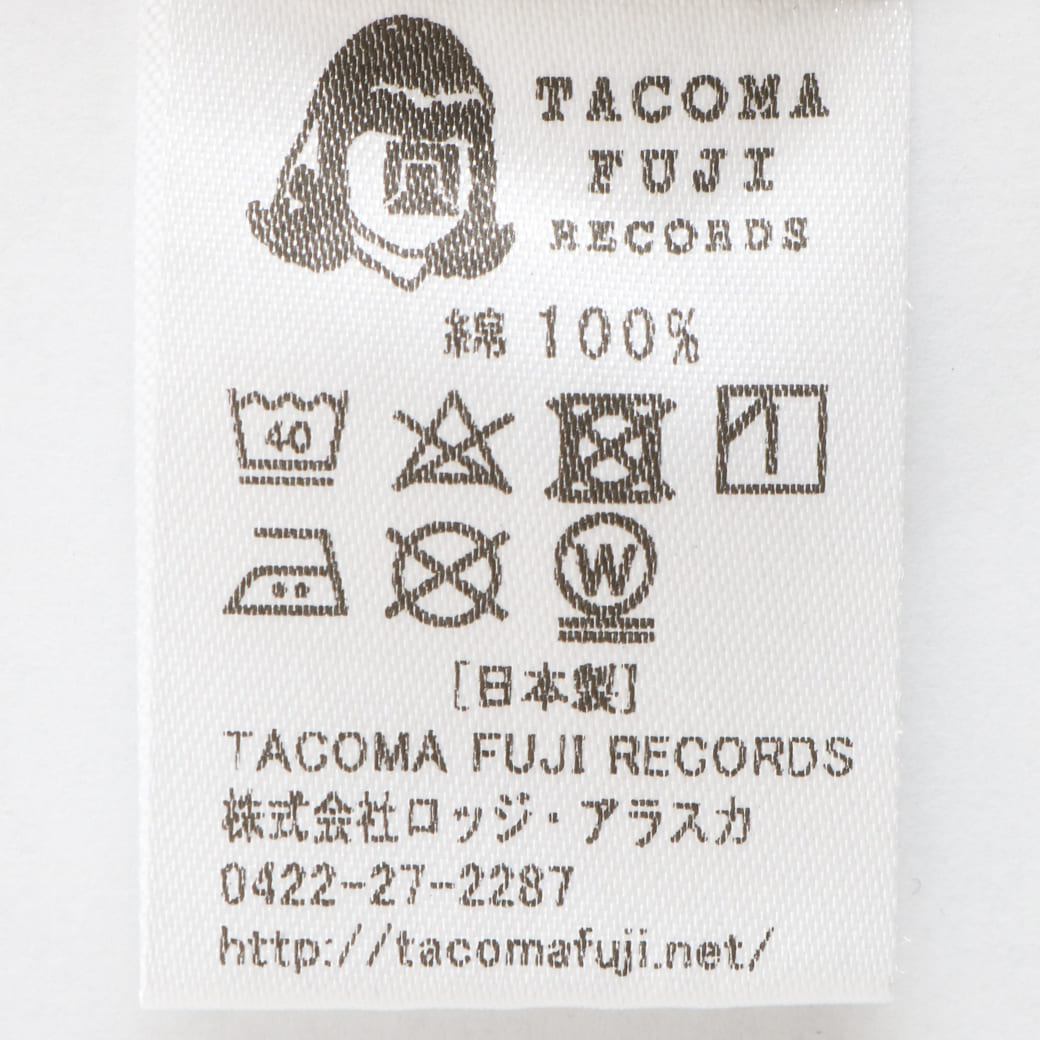 TACOMA
FUJI
RECORDS
綿 100%
40
W
[日本製]
TACOMA FUJI RECORDS
株式会社ロッジ・アラスカ
0422-27-2287
http://tacomafuji.net/